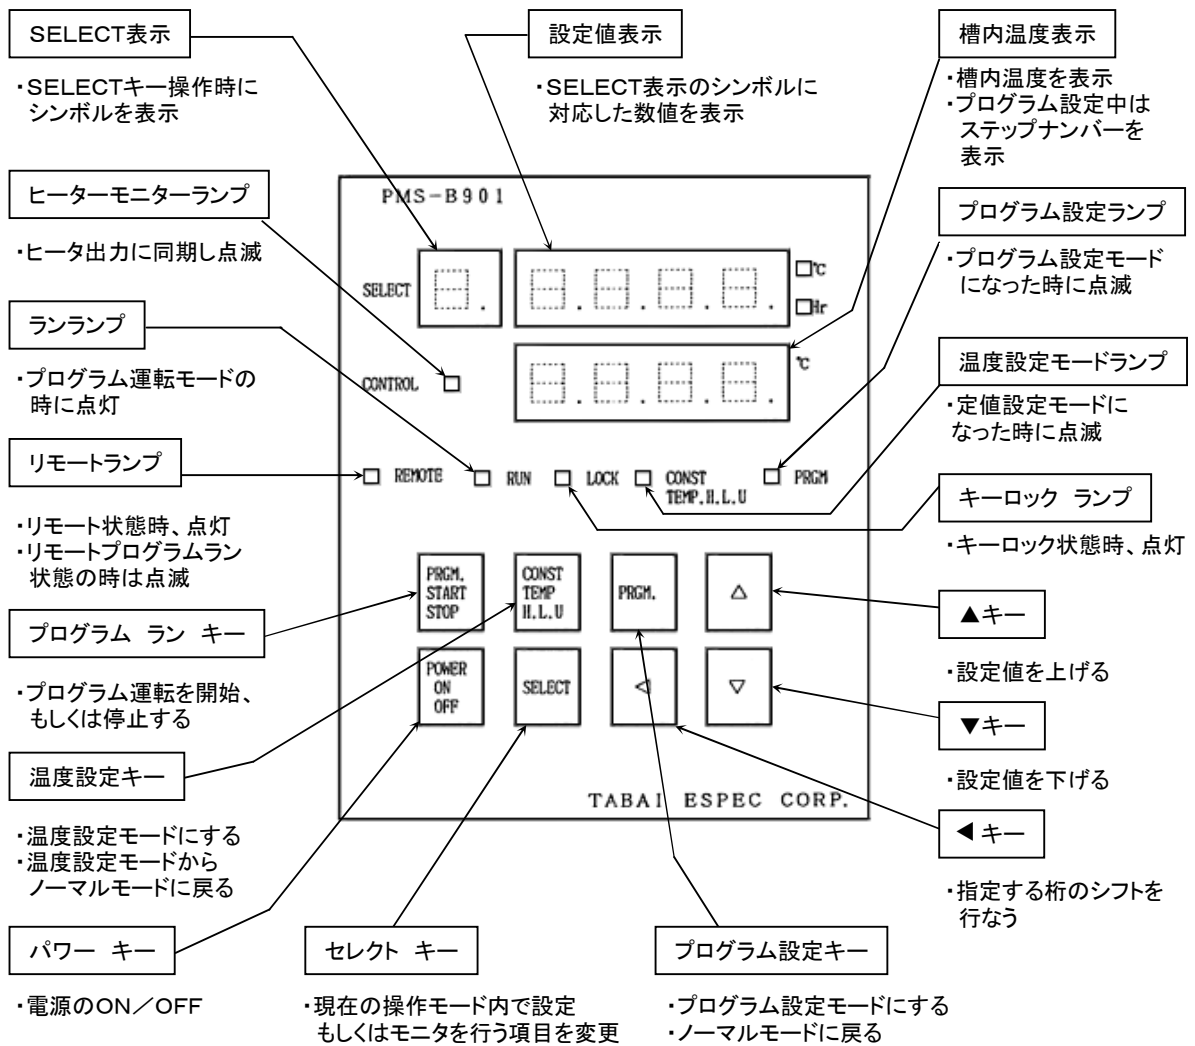 SELECT表示
・SELECTキー操作時に
シンボルを表示
設定値表示
・SELECT表示のシンボルに
対応した数値を表示
槽内温度表示
・槽内温度を表示
・プログラム設定中は
ステップナンバーを
表示
ヒーターモニターランプ
・ヒータ出力に同期し点滅
ランランプ
・プログラム運転モードの
時に点灯
リモートランプ
・リモート状態時、点灯
・リモートプログラムラン
状態の時は点滅
プログラム ラン キー
・プログラム運転を開始、
もしくは停止する
温度設定キー
・温度設定モードにする
・温度設定モードから
ノーマルモードに戻る
パワー キー
・電源のON／OFF
PMS-B901
SELECT
℃
Hr
CONTROL
℃
REMOTE
RUN
LOCK
CONST
TEMP.H.L.U
PRGM
PRGM.
START
STOP
CONST
TEMP
H.L.U
PRGM.
△
POWER
ON
OFF
SELECT
◁
▽
TABAI ESPEC CORP.
プログラム設定ランプ
・プログラム設定モード
になった時に点滅
温度設定モードランプ
・定値設定モードに
なった時に点滅
キーロック ランプ
・キーロック状態時、点灯
▲キー
・設定値を上げる
▼キー
・設定値を下げる
◀キー
・指定する桁のシフトを
行なう
セレクト キー
・現在の操作モード内で設定
もしくはモニタを行う項目を変更
プログラム設定キー
・プログラム設定モードにする
・ノーマルモードに戻る